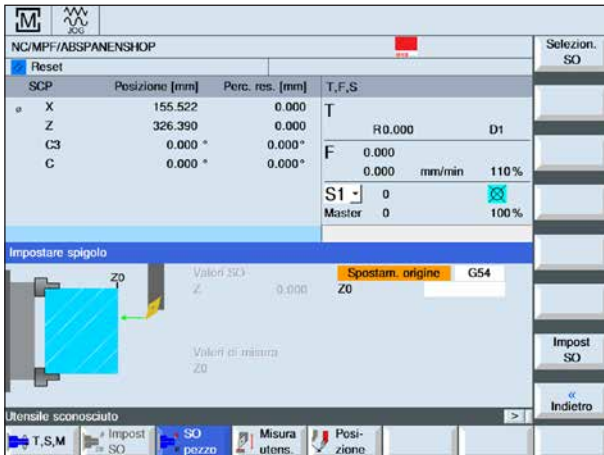 M JOG
NC/MPF/ABSPANENSHOP
Selezion. SO
Reset
SCP Posizione [mm] Perc. res. [mm] T,F,S
X 155.522 0.000
Z 326.390 0.000
C3 0.000 ° 0.000°
C 0.000 ° 0.000°
T
R0.000 D1
F 0.000
0.000 mm/min 110%
S1 0
Master 0 100%
Impostare spigolo
Z0
Valori SO
Z 0.000
Spostam. origine G54
Z0
Valori di misura
Z0
Impost SO
«
Indietro
Utensile sconosciuto >
T,S,M
Impost SO
SO pezzo
Misura utens.
Posi-
zione